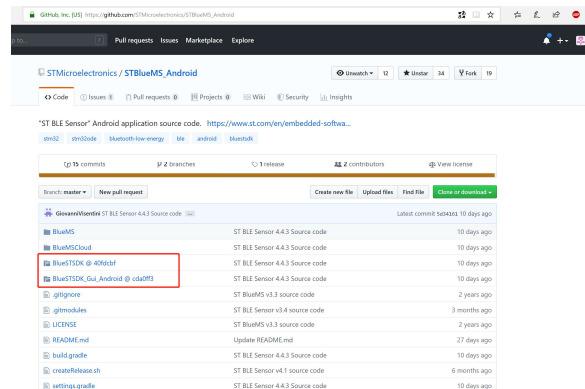 GitHub, Inc. [US] https://github.com/STMicroelectronics/STBlueMS_Android
p to... / Pull requests Issues Marketplace Explore
STMicroelectronics / STBlueMS_Android Unwatch 12 Unstar 34 Fork 19
Code Issues 1 Pull requests 0 Projects 0 Wiki Security Insights
"ST BLE Sensor" Android application source code. https://www.st.com/en/embedded-softwa...
stm32 stm32ode bluetooth-low-energy ble android bluestsdk
15 commits 2 branches 1 release 2 contributors View license
Branch: master New pull request Create new file Upload files Find File Clone or download
GiovanniVisentini ST BLE Sensor 4.4.3 Source code ... Latest commit 5d34161 10 days ago
BlueMS ST BLE Sensor 4.4.3 Source code 10 days ago
BlueMSCloud ST BLE Sensor 4.4.3 Source code 10 days ago
BlueSTSDK @ 40fdcbf ST BLE Sensor 4.4.3 Source code 10 days ago
BlueSTSDK_Gui_Android @ cda0ff3 ST BLE Sensor 4.4.3 Source code 10 days ago
.gitignore ST BlueMS v3.3 source code 2 years ago
.gitmodules ST BLE Sensor v3.4 source code 3 months ago
LICENSE ST BlueMS v3.3 source code 2 years ago
README.md Update README.md 27 days ago
build.gradle ST BLE Sensor 4.4.3 Source code 10 days ago
createRelease.sh ST BLE Sensor v4.1 source code 6 months ago
settings.gradle ST BLE Sensor 4.4.3 Source code 10 days ago